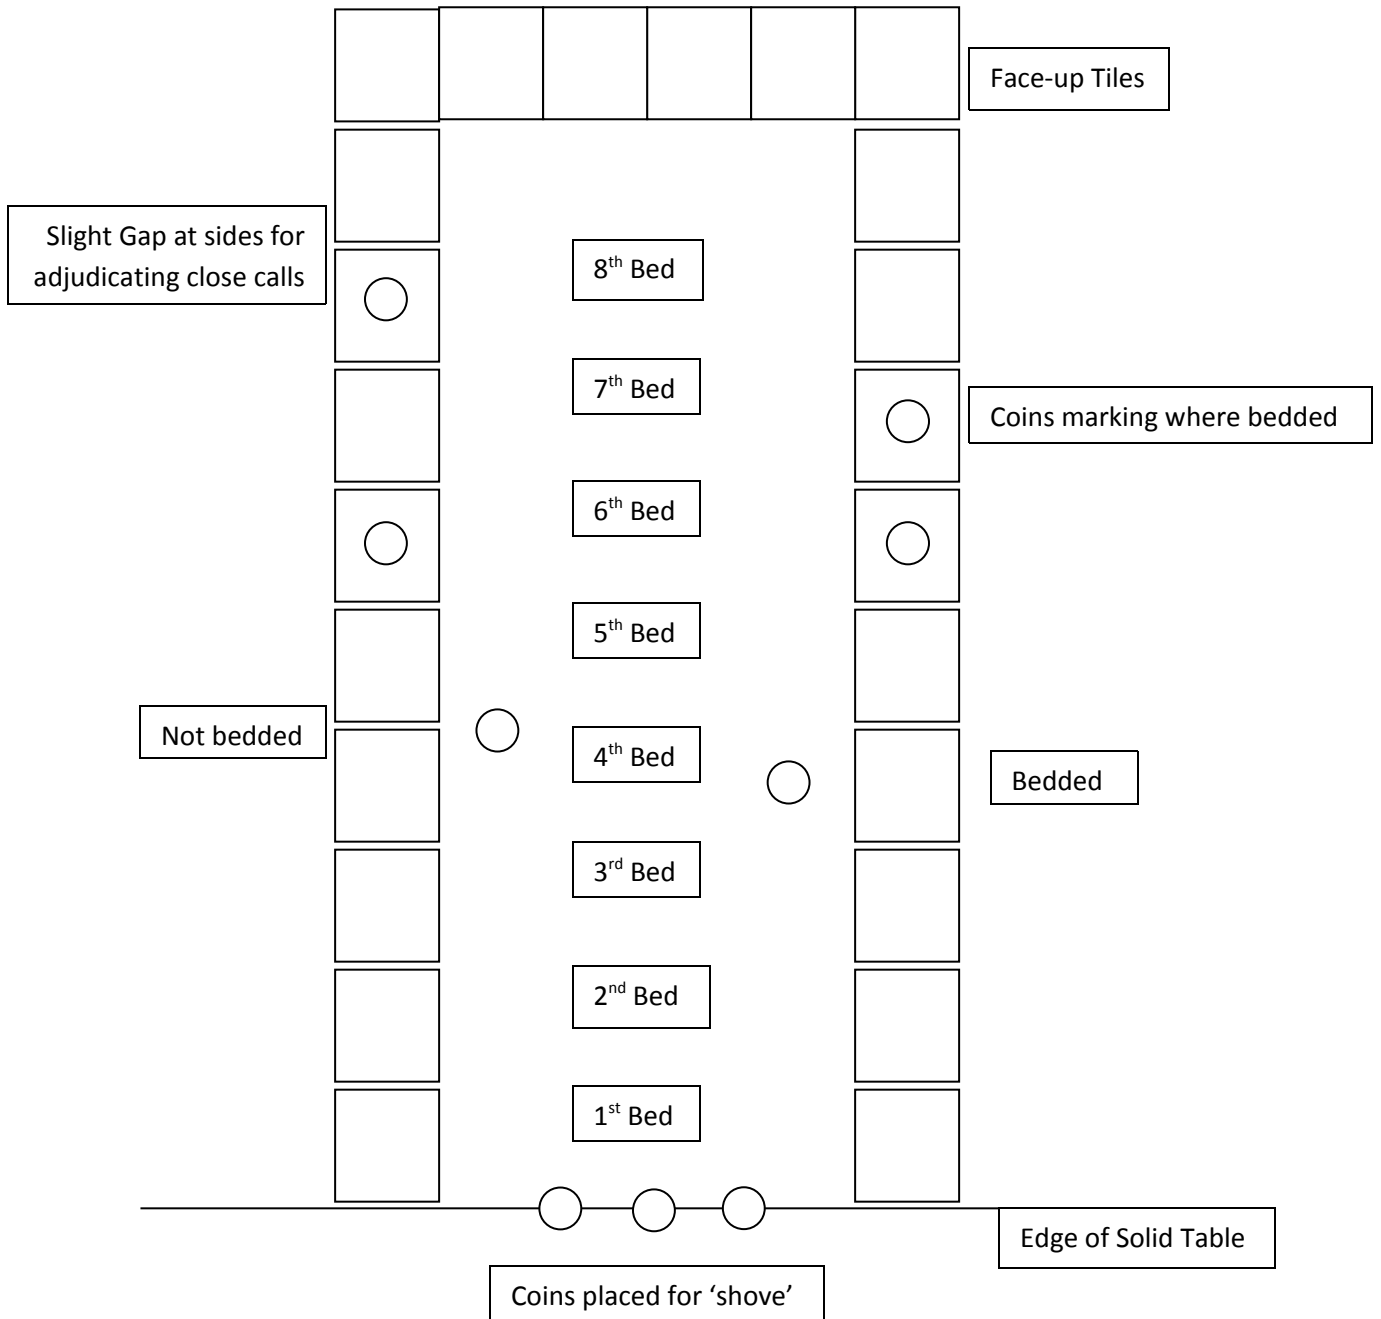 Face-up Tiles
Slight Gap at sides for
adjudicating close calls
8th Bed
7th Bed
Coins marking where bedded
6th Bed
5th Bed
Not bedded
4th Bed
Bedded
3rd Bed
2nd Bed
1st Bed
Edge of Solid Table
Coins placed for ‘shove’